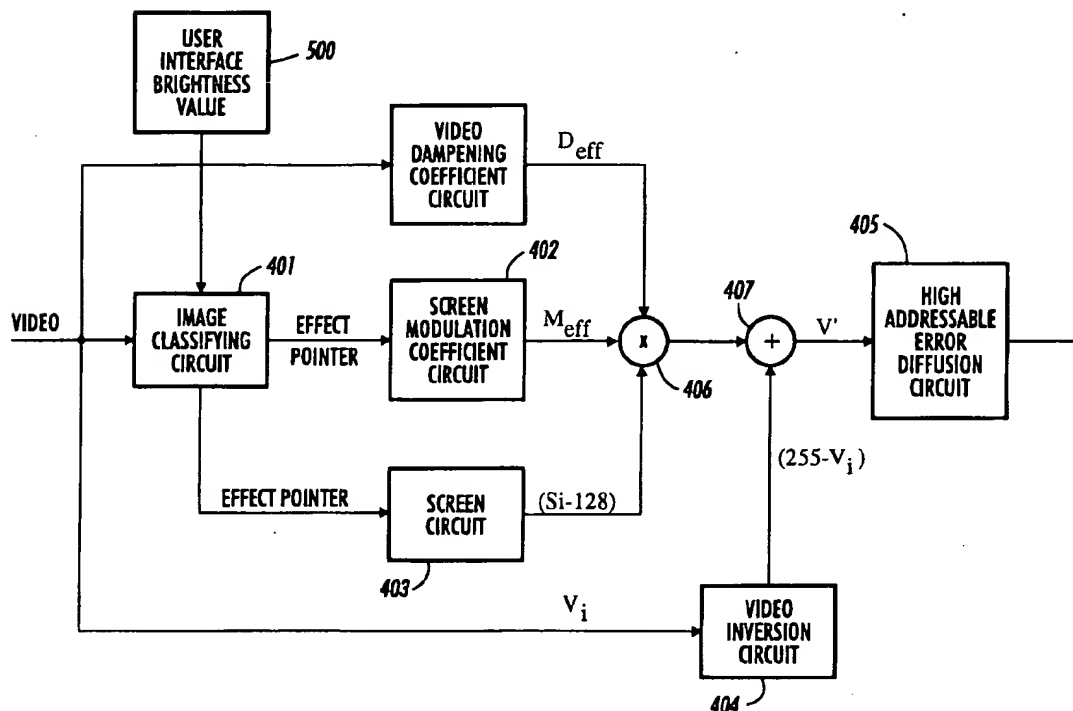 USER
INTERFACE
BRIGHTNESS
VALUE
500
VIDEO
DAMPENING
COEFFICIENT
CIRCUIT
D_eff
405
401
402
VIDEO
IMAGE
CLASSIFYING
CIRCUIT
EFFECT
POINTER
SCREEN
MODULATION
COEFFICIENT
CIRCUIT
M_eff
x
406
407
+
V'
HIGH
ADDRESSABLE
ERROR
DIFFUSION
CIRCUIT
EFFECT POINTER
SCREEN
CIRCUIT
403
(Si-128)
(255-V_i)
V_i
VIDEO
INVERSION
CIRCUIT
404